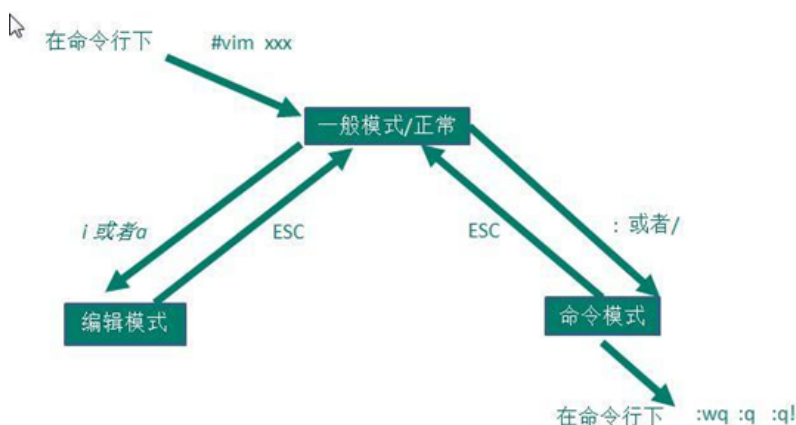 在命令行下 #vim xxx
一般模式/正常
i 或者a
ESC
ESC
: 或者/
编辑模式
命令模式
在命令行下 :wq :q :q!